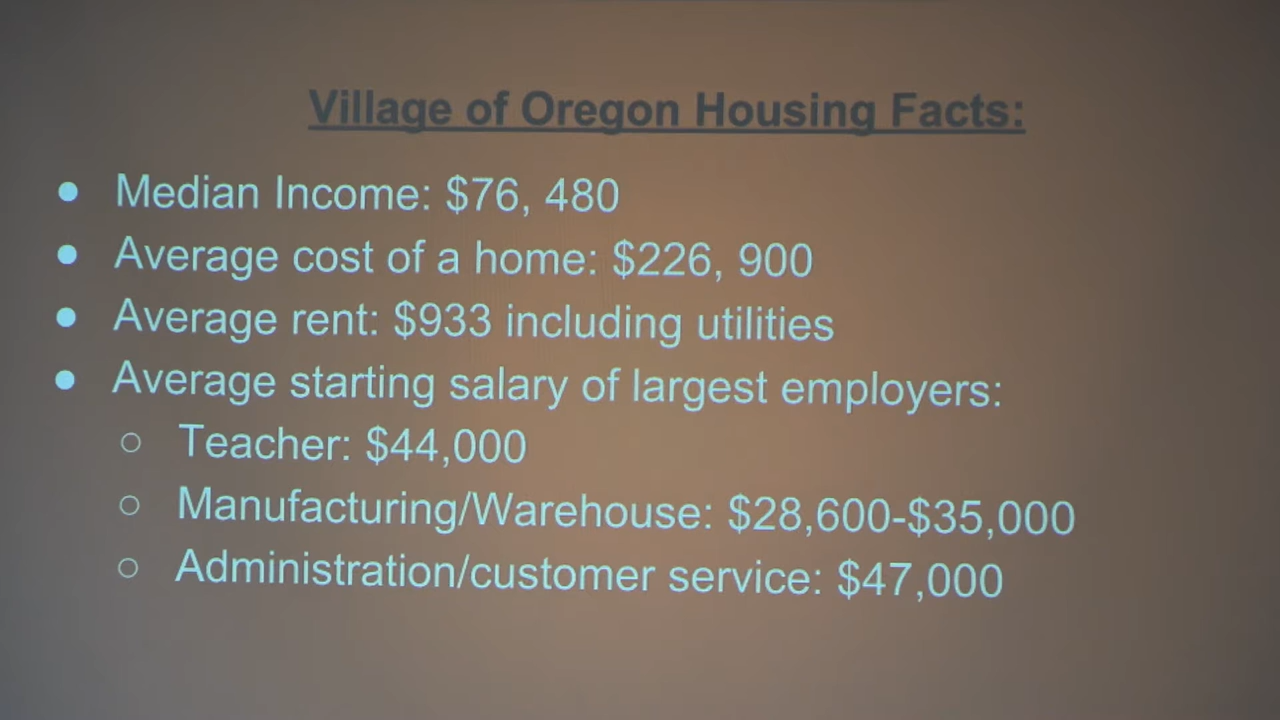 Village of Oregon Housing Facts:
● Median Income: $76, 480
● Average cost of a home: $226, 900
● Average rent: $933 including utilities
● Average starting salary of largest employers:
○ Teacher: $44,000
○ Manufacturing/Warehouse: $28,600-$35,000
○ Administration/customer service: $47,000